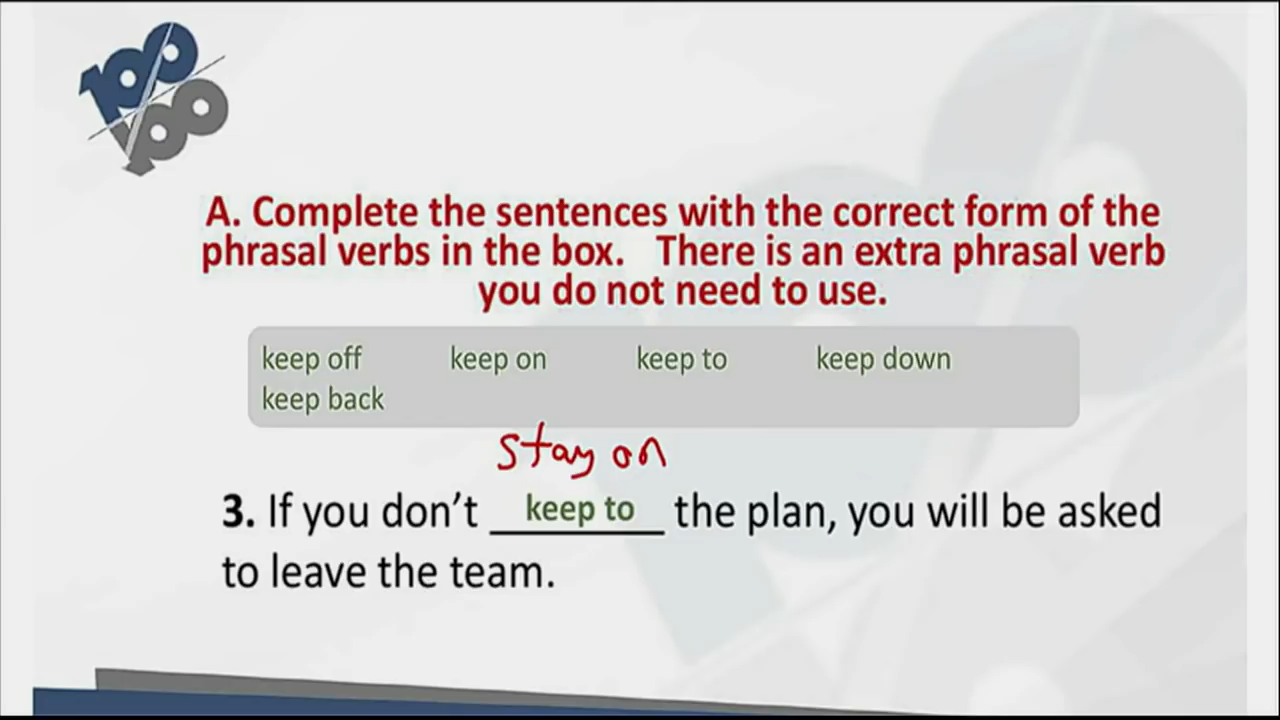 100
100
A. Complete the sentences with the correct form of the
phrasal verbs in the box. There is an extra phrasal verb
you do not need to use.
keep off keep on keep to keep down
keep back
stay on
3. If you don't keep to the plan, you will be asked
to leave the team.